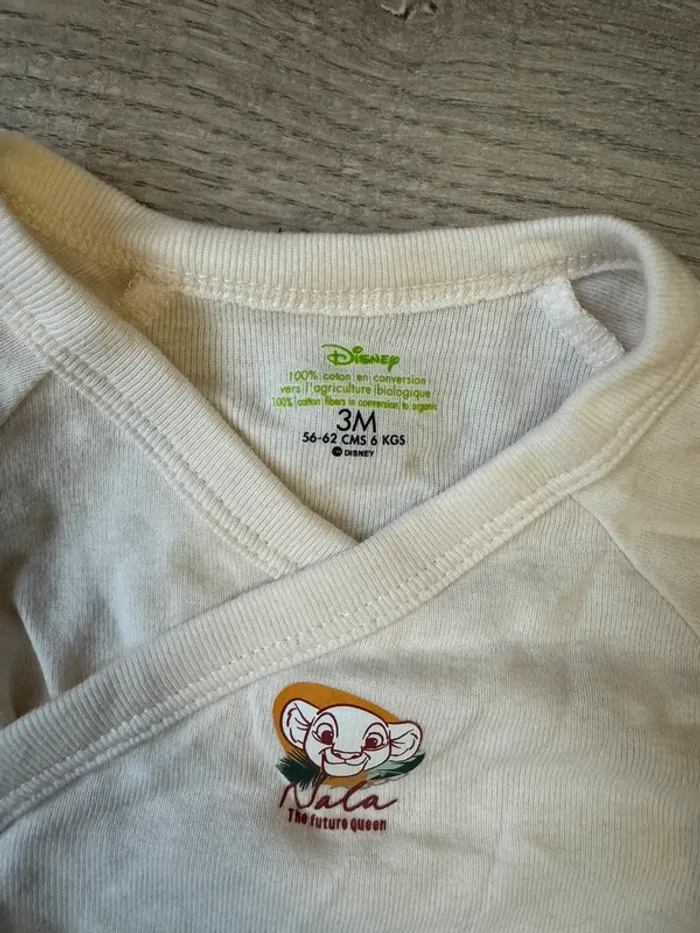 Disney
100% coton en conversion
vers l'agriculture biologique
100% cotton fibers in conversion to organic
3M
56-62 CMS 6 KGS
DISNEY
Nala
The future queen